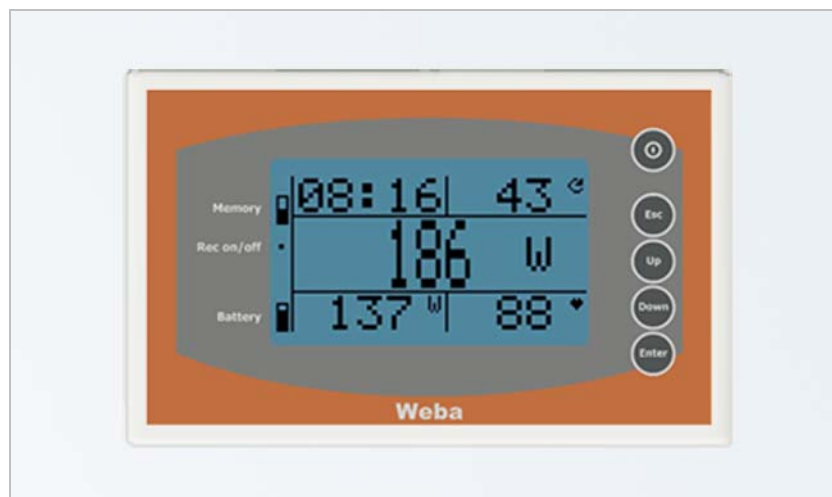 08:16 43
Memory
Rec on/off
186 W
Battery
137 W 88
Esc
Up
Down
Enter
Weba